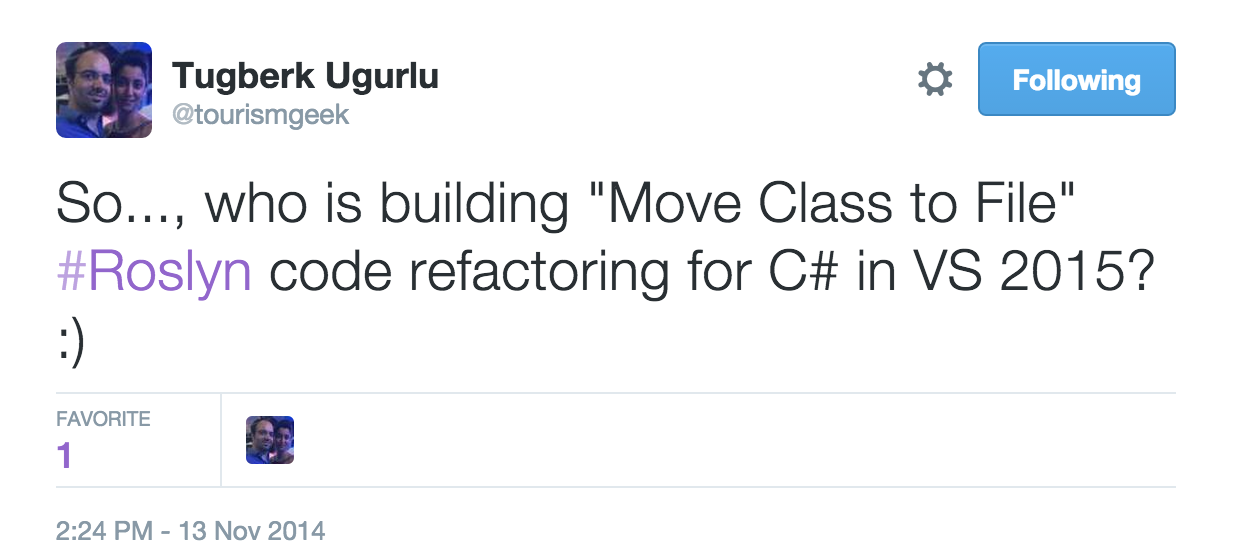 Tugberk Ugurlu
@tourismgeek
Following
So..., who is building "Move Class to File"
#Roslyn code refactoring for C# in VS 2015?
:)
FAVORITE
1
2:24 PM - 13 Nov 2014